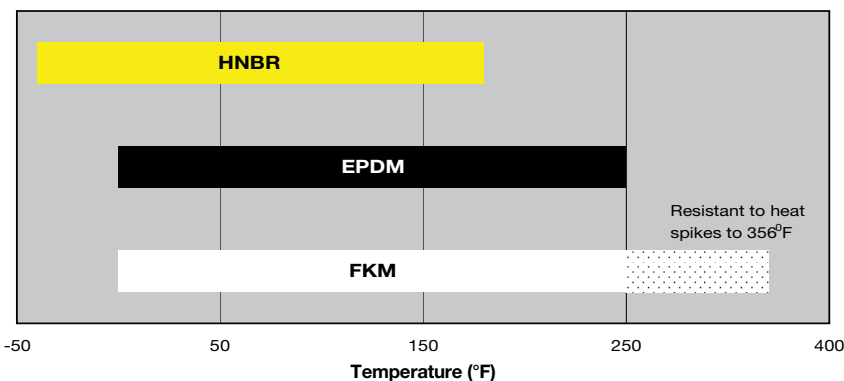 HNBR
EPDM
Resistant to heat
spikes to 356⁰F
FKM
-50 50 150 250 400
Temperature (°F)